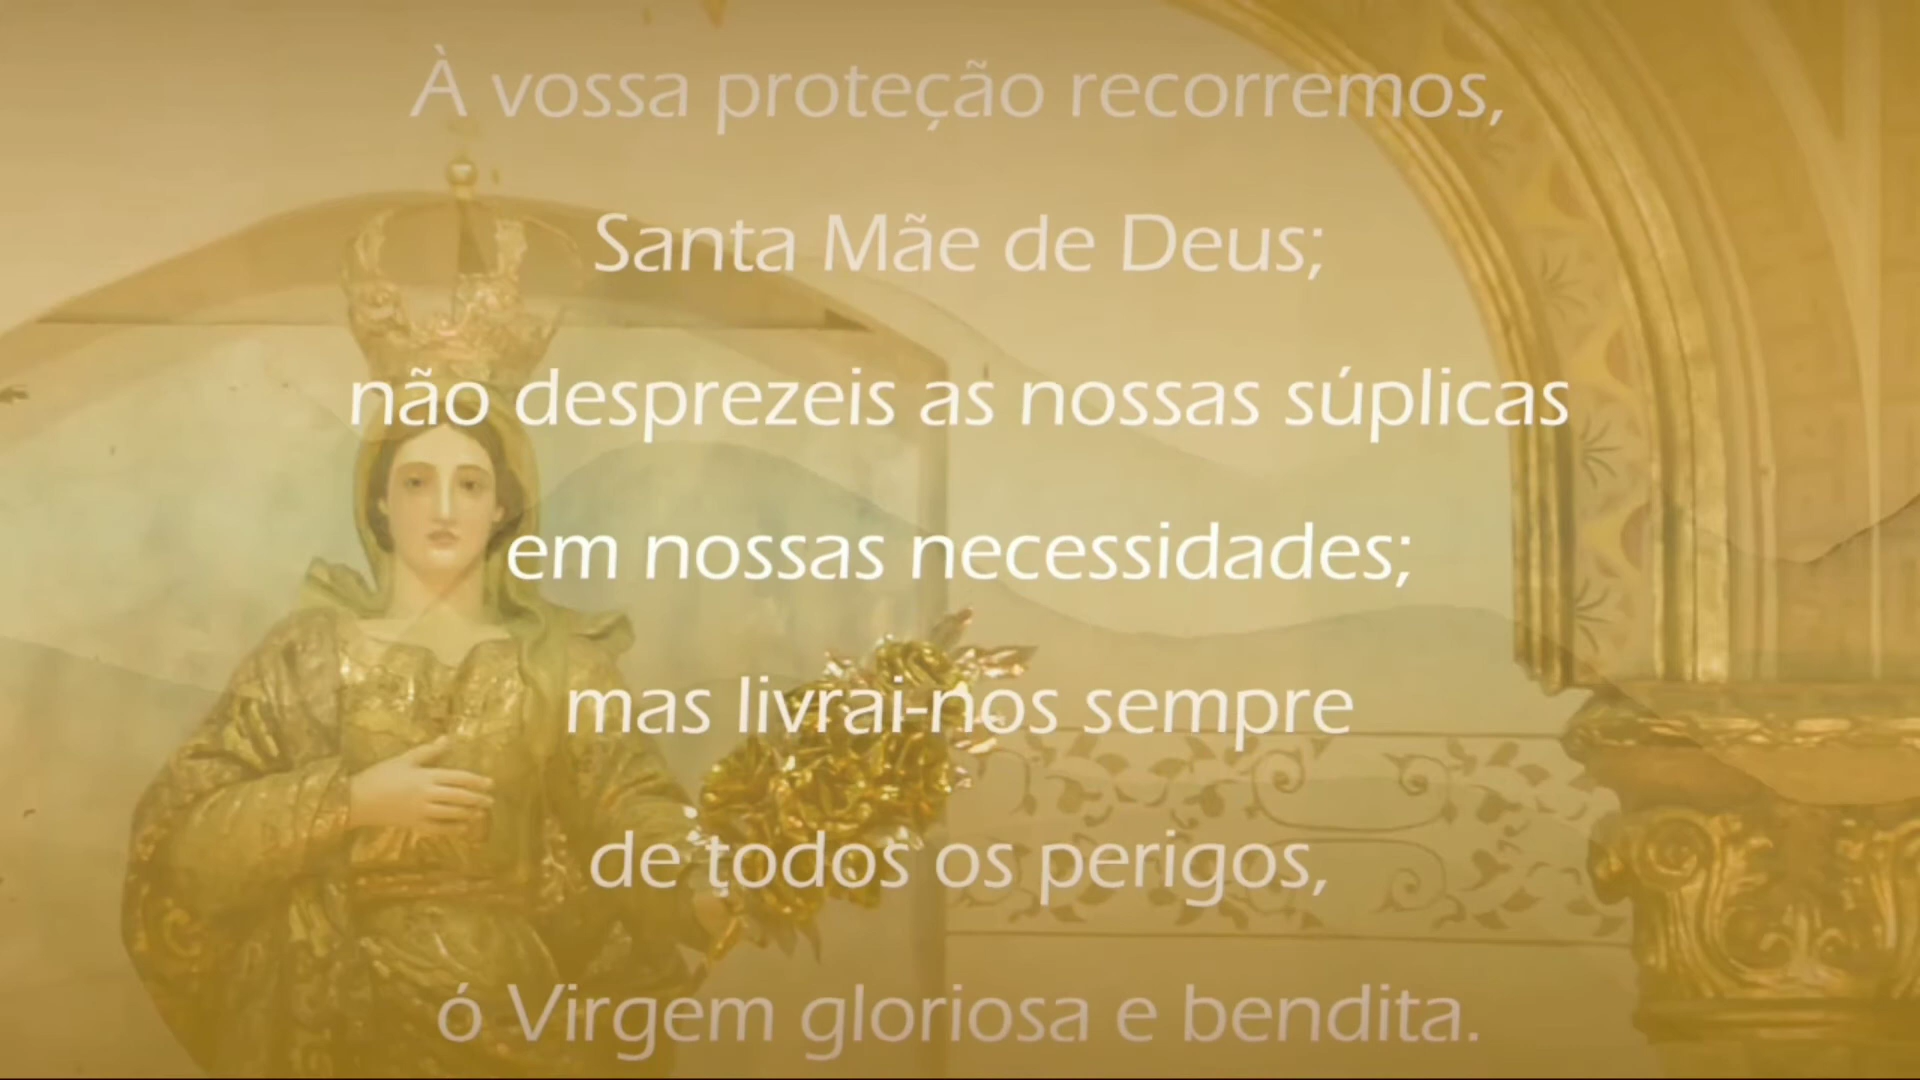 À vossa proteção recorremos,
Santa Mãe de Deus;
não desprezeis as nossas súplicas
em nossas necessidades;
mas livrai-nos sempre
de todos os perigos,
ó Virgem gloriosa e bendita.